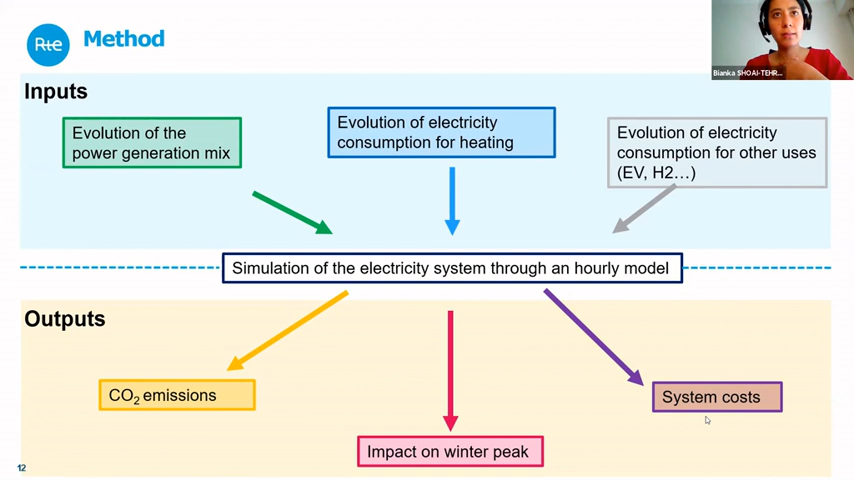 Rte
Method
Bianka SHOAI-TEHR...
Inputs
Evolution of the
power generation mix
Evolution of electricity
consumption for heating
Evolution of electricity
consumption for other uses
(EV, H2...)
Simulation of the electricity system through an hourly model
Outputs
CO₂ emissions
System costs
Impact on winter peak
12